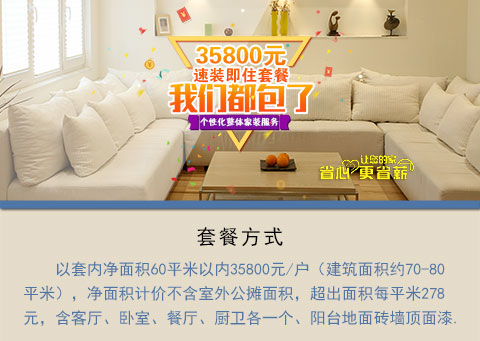 35800元
速装即住套餐
我们都包了
个性化整体家装服务
让您的家
省心 更省薪
套餐方式
以套内净面积60平米以内35800元/户（建筑面积约70-80
平米），净面积计价不含室外公摊面积，超出面积每平米278
元，含客厅、卧室、餐厅、厨卫各一个、阳台地面砖墙顶面漆.